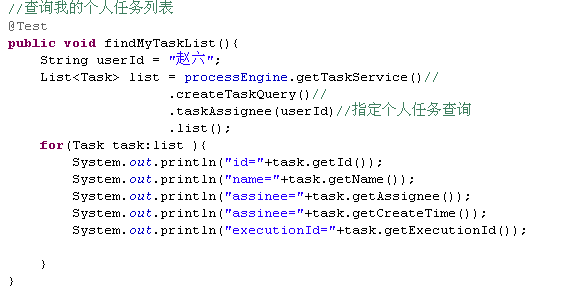 //查询我的个人任务列表
@Test
public void findMyTaskList(){
    String userId = "赵六";
    List<Task> list = processEngine.getTaskService()//
                    .createTaskQuery()//
                    .taskAssignee(userId)//指定个人任务查询
                    .list();
    for(Task task:list ){
        System.out.println("id="+task.getId());
        System.out.println("name="+task.getName());
        System.out.println("assinee="+task.getAssignee());
        System.out.println("assinee="+task.getCreateTime());
        System.out.println("executionId="+task.getExecutionId());
    }
}